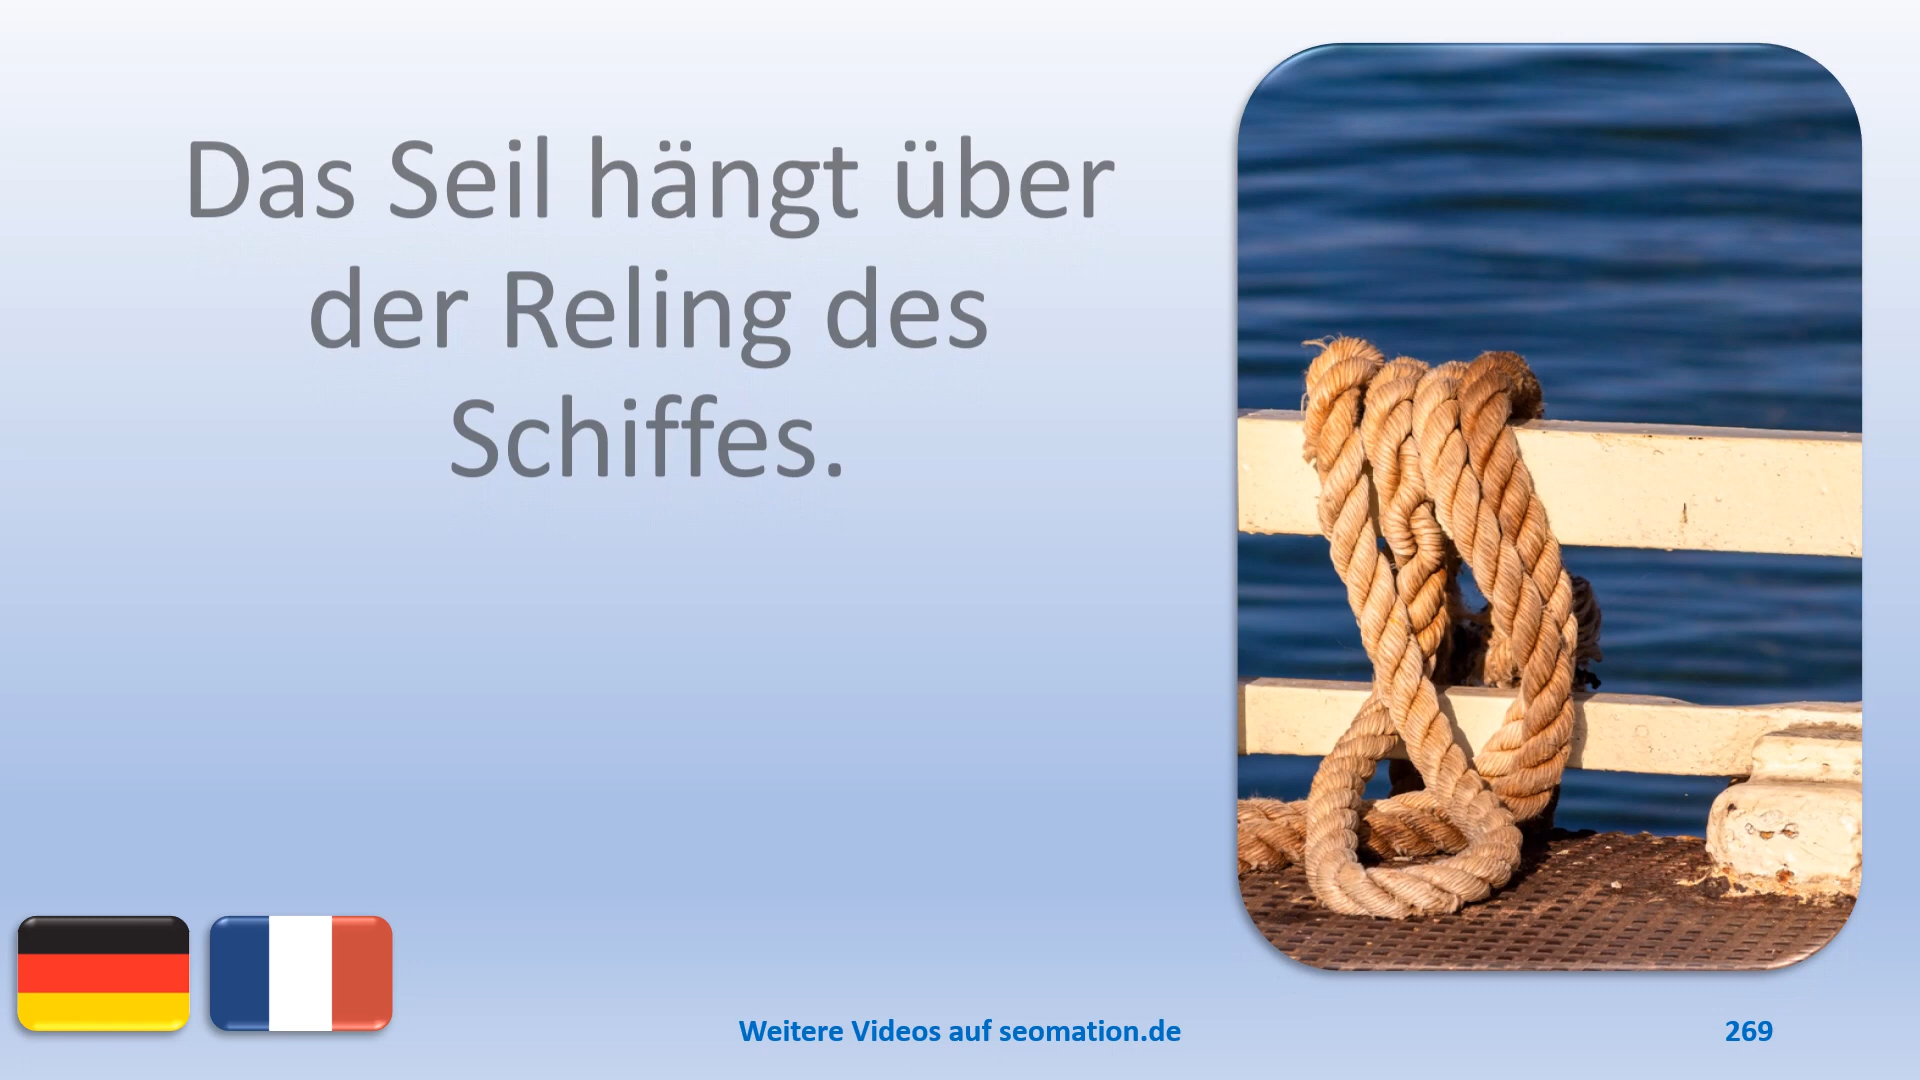 Das Seil hängt über
der Reling des
Schiffes.
Weitere Videos auf seomation.de
269